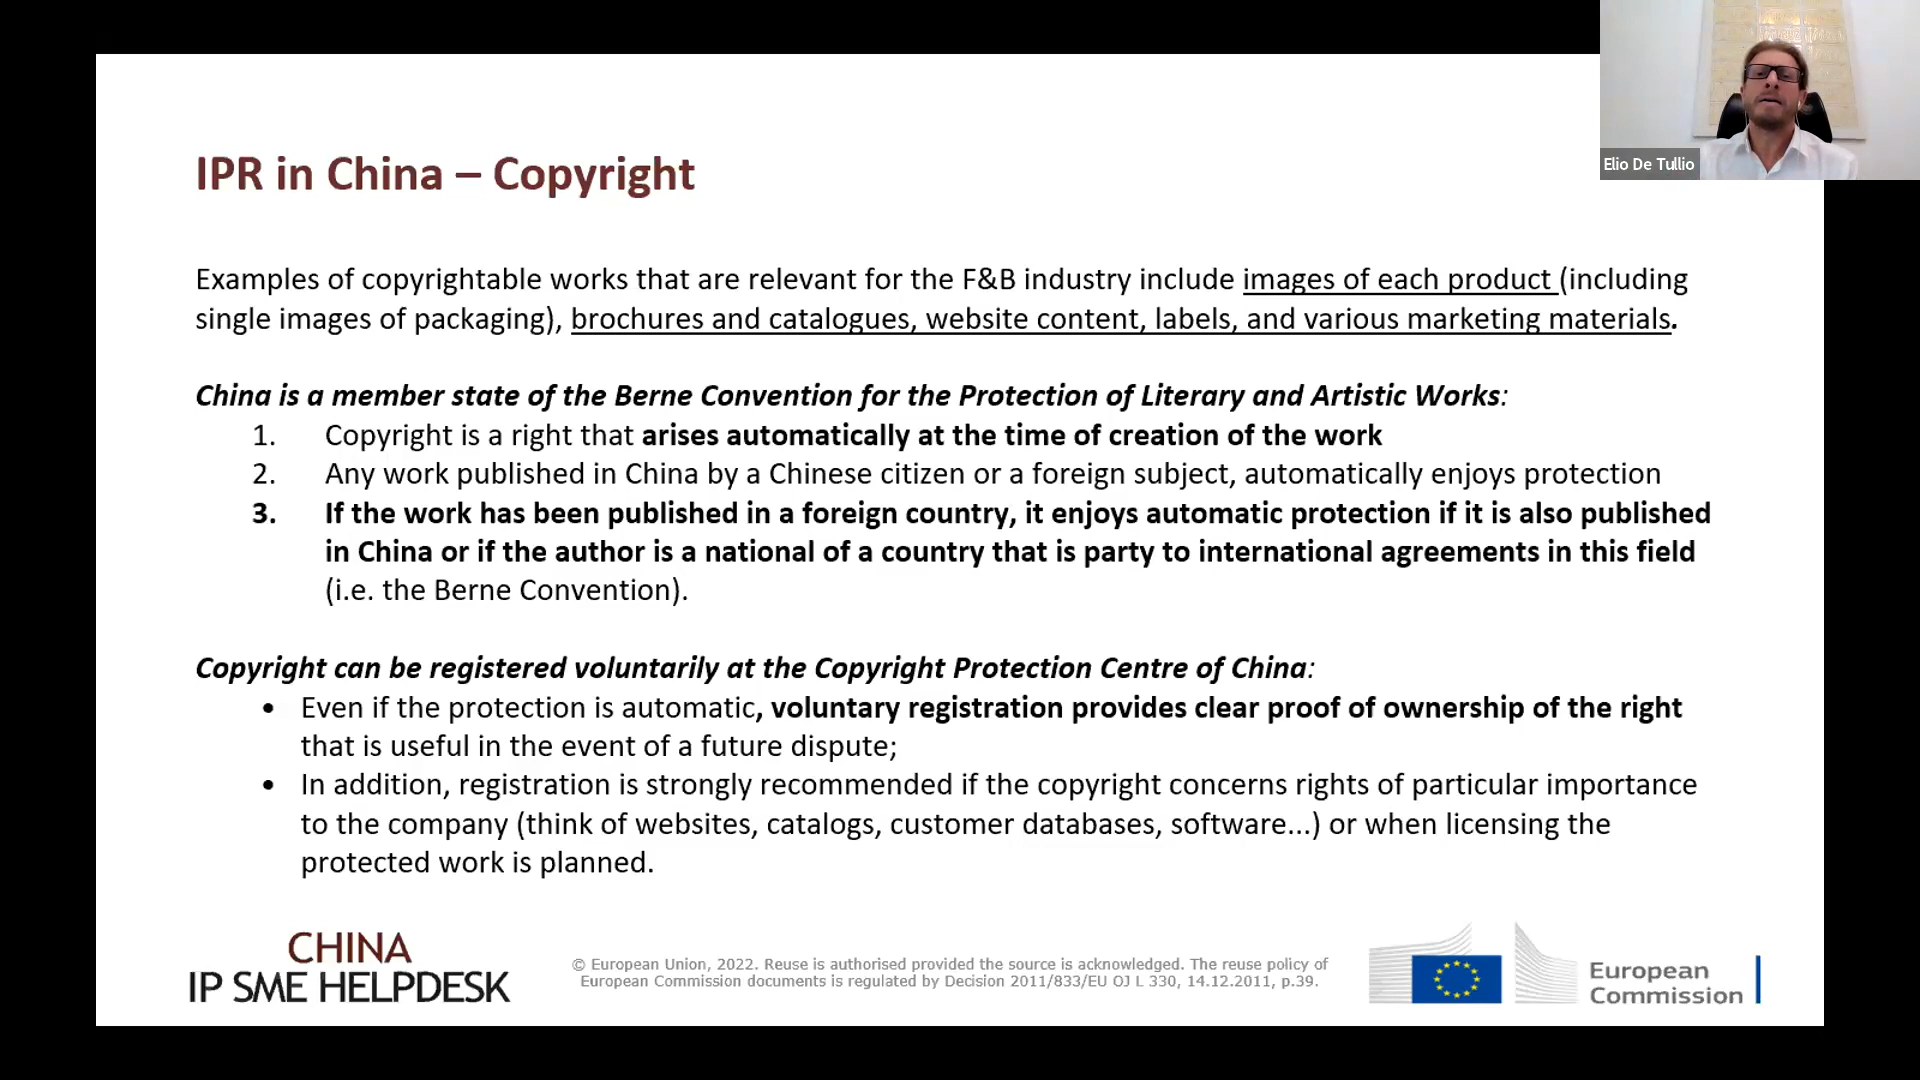 Elio De Tullio
IPR in China – Copyright
Examples of copyrightable works that are relevant for the F&B industry include images of each product (including
single images of packaging), brochures and catalogues, website content, labels, and various marketing materials.
China is a member state of the Berne Convention for the Protection of Literary and Artistic Works:
1. Copyright is a right that arises automatically at the time of creation of the work
2. Any work published in China by a Chinese citizen or a foreign subject, automatically enjoys protection
3. If the work has been published in a foreign country, it enjoys automatic protection if it is also published
in China or if the author is a national of a country that is party to international agreements in this field
(i.e. the Berne Convention).
Copyright can be registered voluntarily at the Copyright Protection Centre of China:
• Even if the protection is automatic, voluntary registration provides clear proof of ownership of the right
that is useful in the event of a future dispute;
• In addition, registration is strongly recommended if the copyright concerns rights of particular importance
to the company (think of websites, catalogs, customer databases, software...) or when licensing the
protected work is planned.
CHINA
IP SME HELPDESK
© European Union, 2022. Reuse is authorised provided the source is acknowledged. The reuse policy of
European Commission documents is regulated by Decision 2011/833/EU OJ L 330, 14.12.2011, p.39.
European
Commission